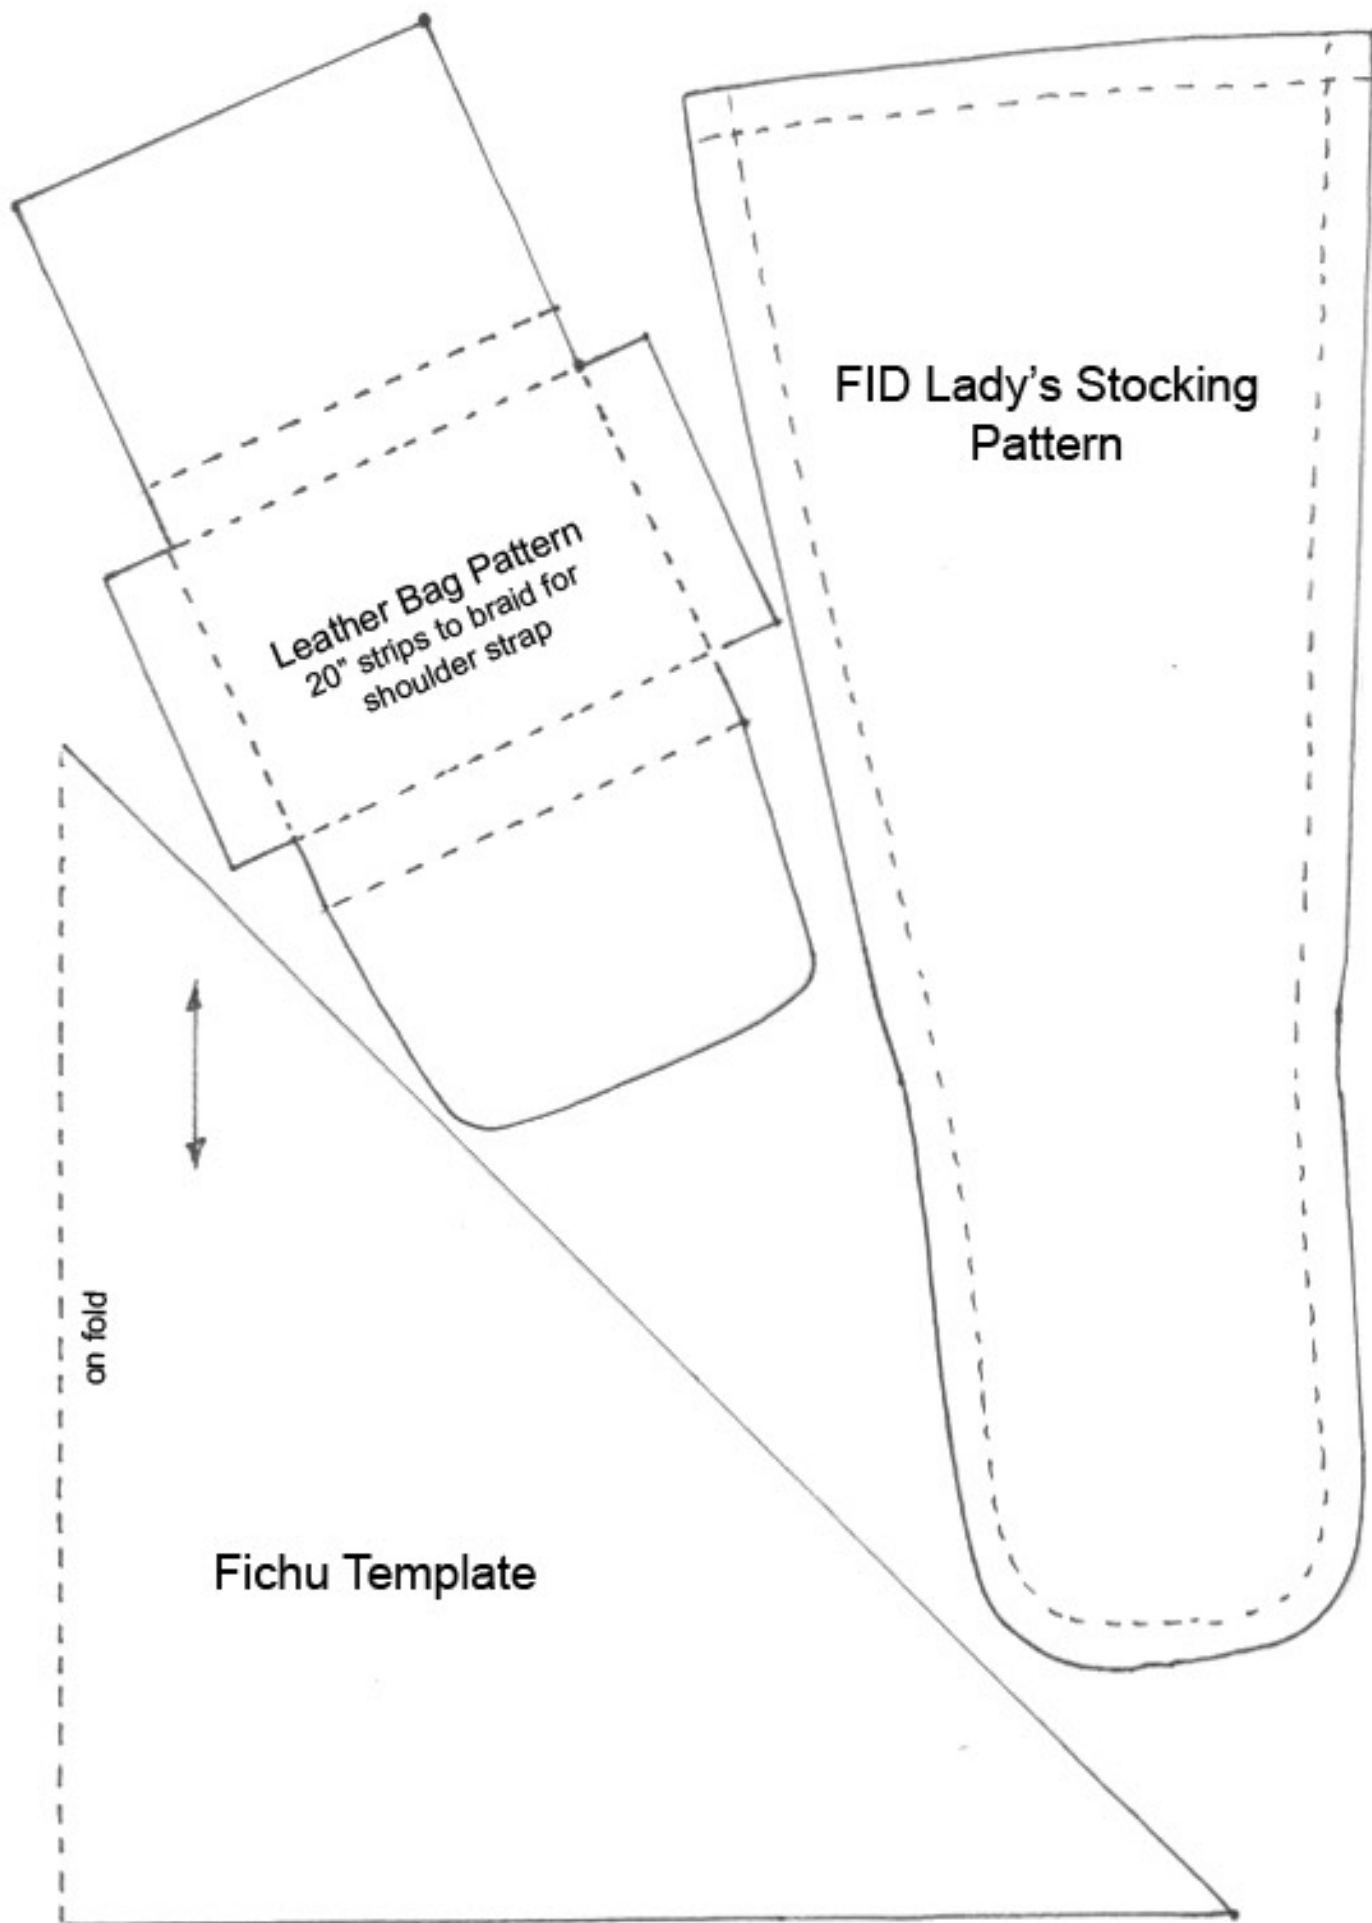 FID Lady's Stocking
Pattern
Leather Bag Pattern
20" strips to braid for
shoulder strap
on fold
Fichu Template